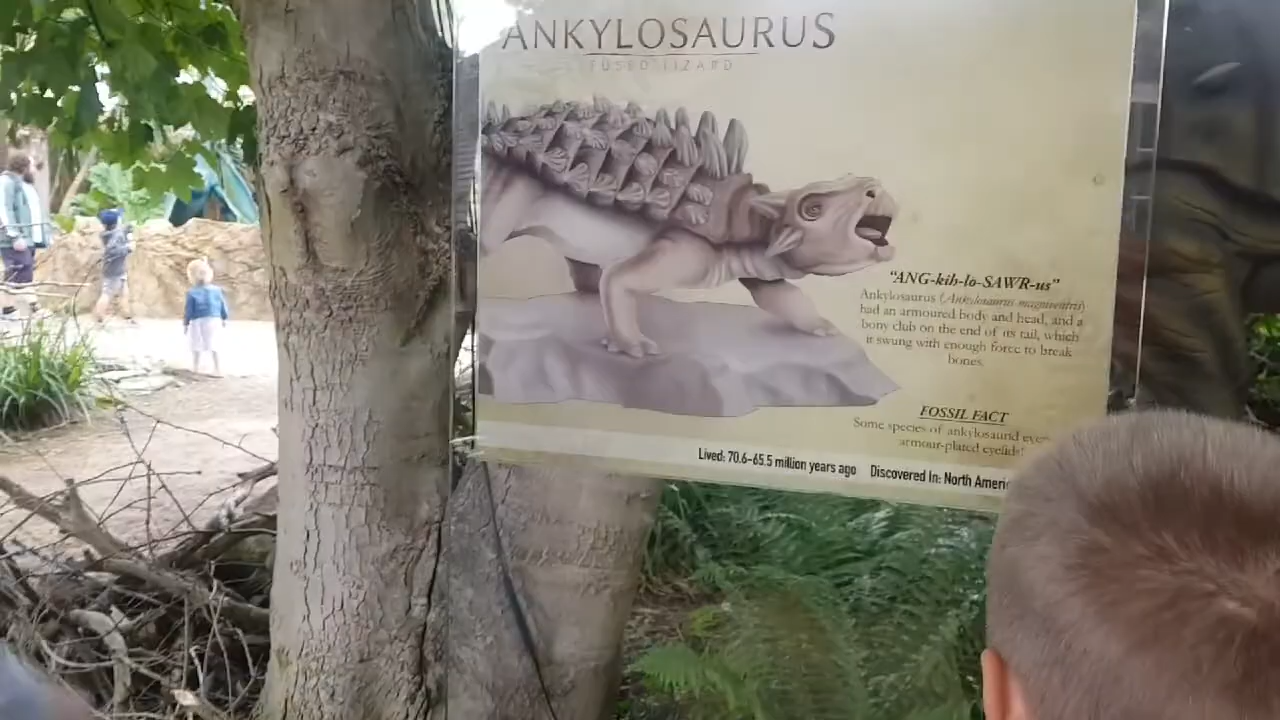 ANKYLOSAURUS
FUSED LIZARD
"ANG-kih-lo-SAWR-us"
Ankylosaurus (Ankylosaurus magniventris)
had an armoured body and head, and a
bony club on the end of its tail, which
it swung with enough force to break
bones.
FOSSIL FACT
Some species of ankylosaurid even
armour-plated eyelids!
Lived: 70.6-65.5 million years ago Discovered In: North Ameri